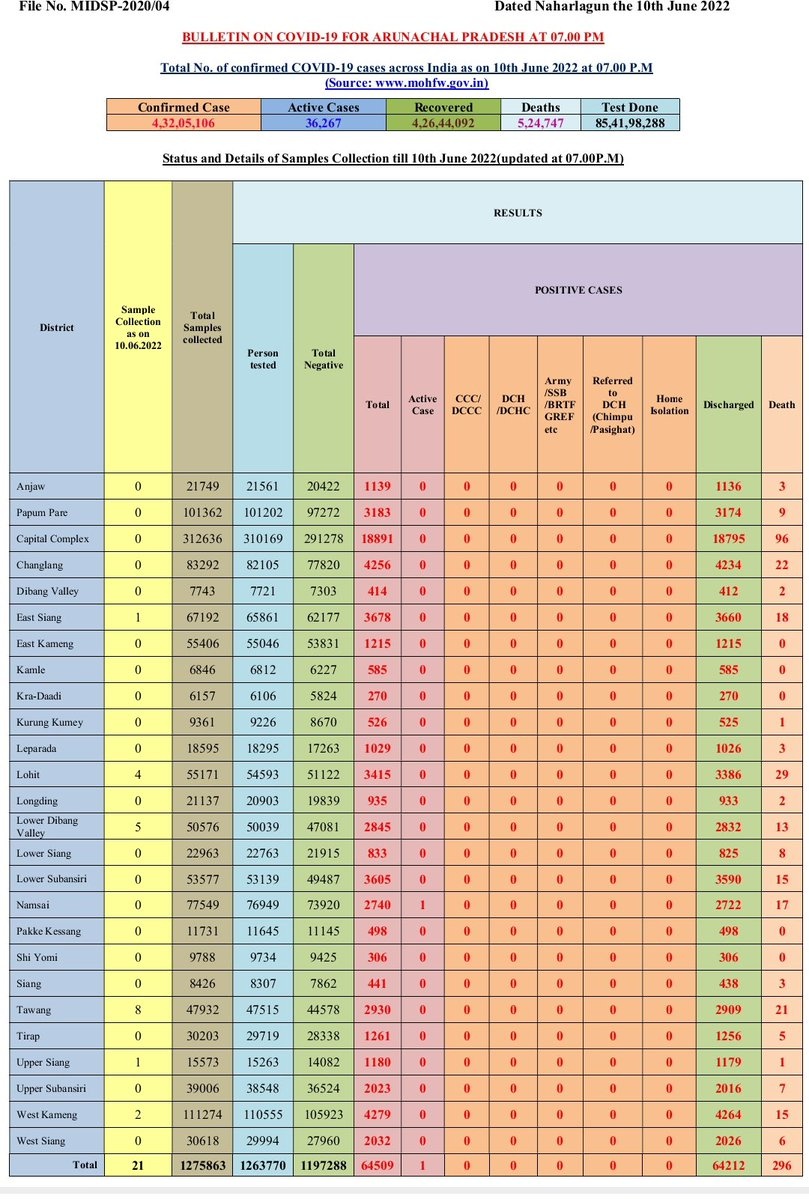 File No. MIDSP-2020/04 Dated Naharlagun the 10th June 2022
BULLETIN ON COVID-19 FOR ARUNACHAL PRADESH AT 07.00 PM
Total No. of confirmed COVID-19 cases across India as on 10th June 2022 at 07.00 P.M
(Source: www.mohfw.gov.in)
Confirmed Case Active Cases Recovered Deaths Test Done
4,32,05,106 36,267 4,26,44,092 5,24,747 85,41,98,288
Status and Details of Samples Collection till 10th June 2022(updated at 07.00P.M)
RESULTS
POSITIVE CASES
District
Sample
Collection
as on
10.06.2022
Total
Samples
collected
Person
tested
Total
Negative
Total
Active
Case
CCC/
DCCC
DCH
/DCHC
Army
/SSB
/BRTF
GREF
etc
Referred
to
DCH
(Chimpu
/Pasighat)
Home
Isolation
Discharged
Death
Anjaw 0 21749 21561 20422 1139 0 0 0 0 0 0 1136 3
Papum Pare 0 101362 101202 97272 3183 0 0 0 0 0 0 3174 9
Capital Complex 0 312636 310169 291278 18891 0 0 0 0 0 0 18795 96
Changlang 0 83292 82105 77820 4256 0 0 0 0 0 0 4234 22
Dibang Valley 0 7743 7721 7303 414 0 0 0 0 0 0 412 2
East Siang 1 67192 65861 62177 3678 0 0 0 0 0 0 3660 18
East Kameng 0 55406 55046 53831 1215 0 0 0 0 0 0 1215 0
Kamle 0 6846 6812 6227 585 0 0 0 0 0 0 585 0
Kra-Daadi 0 6157 6106 5824 270 0 0 0 0 0 0 270 0
Kurung Kumey 0 9361 9226 8670 526 0 0 0 0 0 0 525 1
Leparada 0 18595 18295 17263 1029 0 0 0 0 0 0 1026 3
Lohit 4 55171 54593 51122 3415 0 0 0 0 0 0 3386 29
Longding 0 21137 20903 19839 935 0 0 0 0 0 0 933 2
Lower Dibang
Valley 5 50576 50039 47081 2845 0 0 0 0 0 0 2832 13
Lower Siang 0 22963 22763 21915 833 0 0 0 0 0 0 825 8
Lower Subansiri 0 53577 53139 49487 3605 0 0 0 0 0 0 3590 15
Namsai 0 77549 76949 73920 2740 1 0 0 0 0 0 2722 17
Pakke Kessang 0 11731 11645 11145 498 0 0 0 0 0 0 498 0
Shi Yomi 0 9788 9734 9425 306 0 0 0 0 0 0 306 0
Siang 0 8426 8307 7862 441 0 0 0 0 0 0 438 3
Tawang 8 47932 47515 44578 2930 0 0 0 0 0 0 2909 21
Tirap 0 30203 29719 28338 1261 0 0 0 0 0 0 1256 5
Upper Siang 1 15573 15263 14082 1180 0 0 0 0 0 0 1179 1
Upper Subansiri 0 39006 38548 36524 2023 0 0 0 0 0 0 2016 7
West Kameng 2 111274 110555 105923 4279 0 0 0 0 0 0 4264 15
West Siang 0 30618 29994 27960 2032 0 0 0 0 0 0 2026 6
Total 21 1275863 1263770 1197288 64509 1 0 0 0 0 0 64212 296